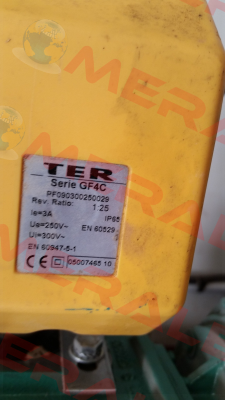 TER
Serie GF4C
PF090300250029
Rev. Ratio: 1:25
Ie=3A IP65
Ue=250V~ EN 60529
Ui=300V~
EN 60947-5-1
CE 05007465 10